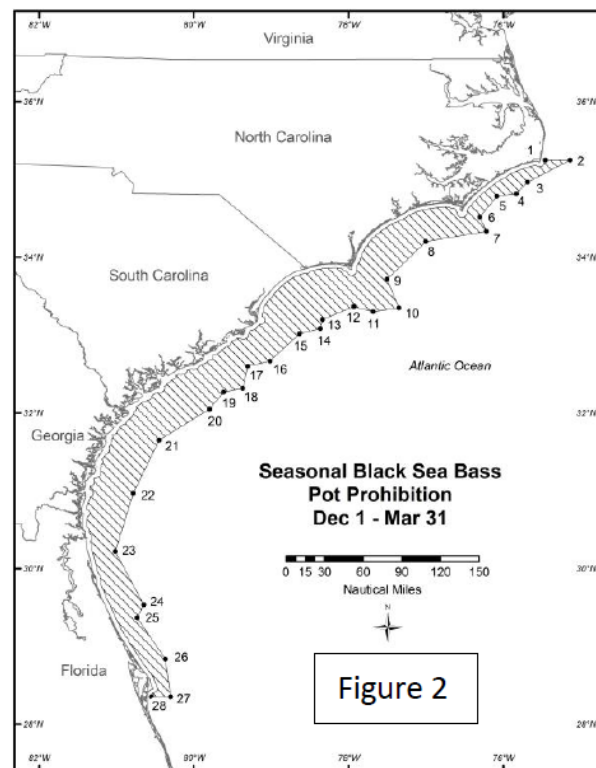 82°W 80°W 78°W 76°W
Virginia
36°N 36°N
North Carolina
1 2
3
5 4
6
7
34°N 34°N
8
South Carolina
9
10
12 11
13
14
15
16
17
Atlantic Ocean
18
19
20
32°N 32°N
Georgia
21
Seasonal Black Sea Bass
Pot Prohibition
Dec 1 - Mar 31
22
23
0 15 30 60 90 120 150
Nautical Miles
30°N 30°N
24
25
N
26
Florida
Figure 2
28 27
28°N 28°N
82°W 80°W 78°W 76°W